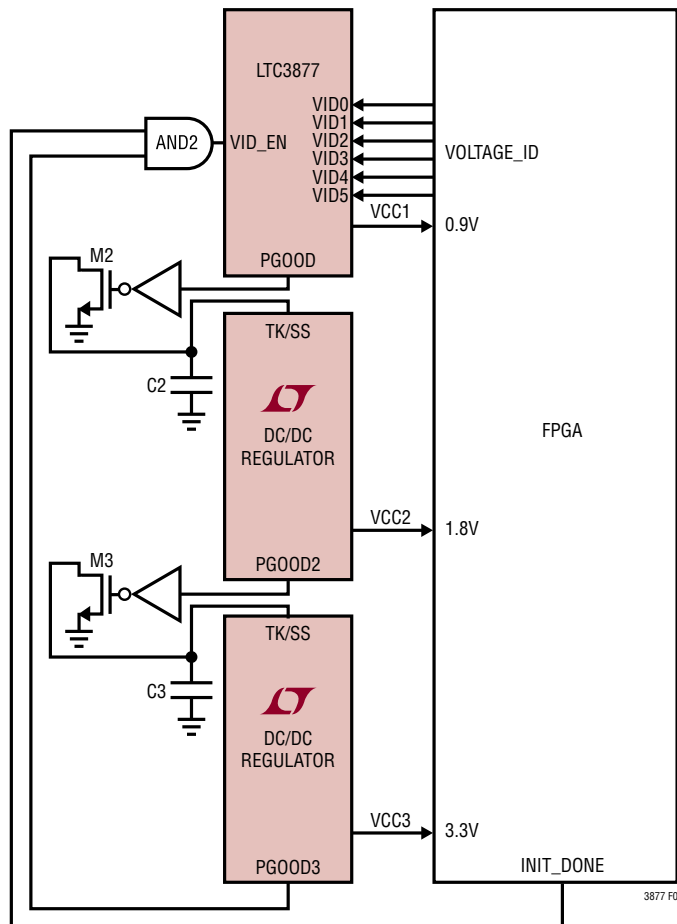 LTC3877
VID0
VID1
VID2
VID3
VID4
VID5
AND2
VID_EN
VOLTAGE_ID
VCC1
0.9V
PGOOD
M2
TK/SS
C2
DC/DC
REGULATOR
FPGA
VCC2
1.8V
PGOOD2
M3
TK/SS
C3
DC/DC
REGULATOR
VCC3
3.3V
PGOOD3
INIT_DONE
3877 F0